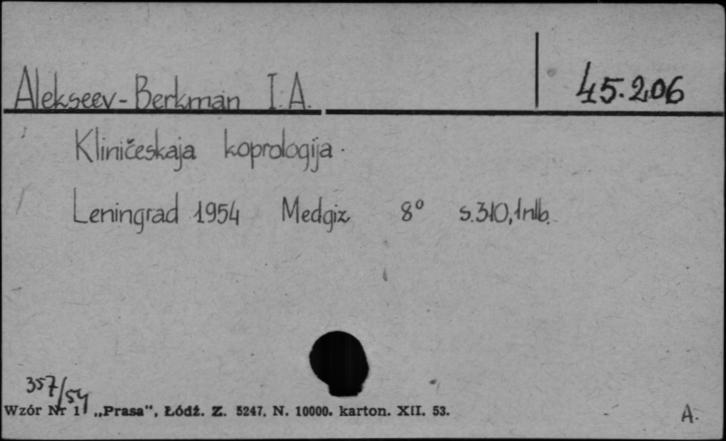 Alekseev-Berkman I.A. 45.206
Kliničeskaja koprologija.
Leningrad 1954 Medgiz 8° s.310,1nlb.
357/54
Wzór Nr 1 „Prasa", Łódź. Z. 5247. N. 10000. karton. XII. 53.
A.